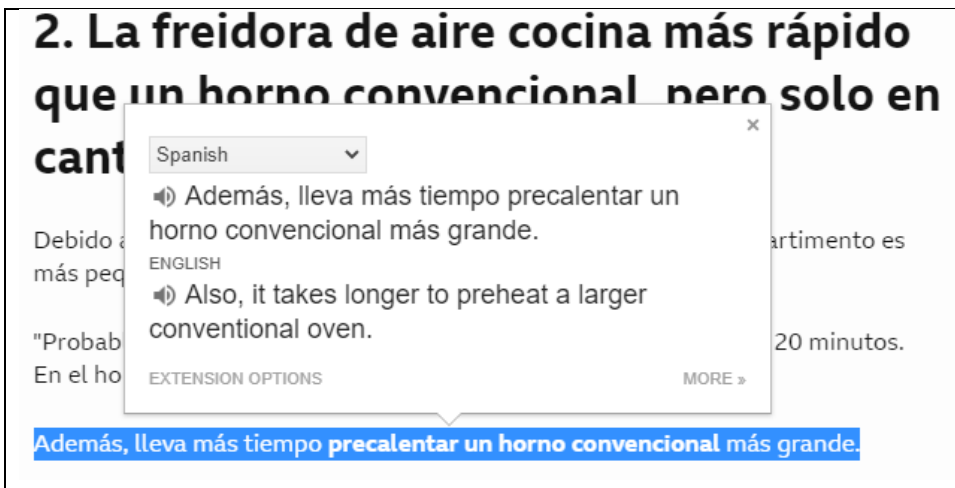 2. La freidora de aire cocina más rápido
que un horno convencional, pero solo en
cant
Spanish
Además, lleva más tiempo precalentar un
horno convencional más grande.
ENGLISH
Also, it takes longer to preheat a larger
conventional oven.
EXTENSION OPTIONS
MORE »
Debido artimento es
más peq
"Probab 20 minutos.
En el ho
Además, lleva más tiempo precalentar un horno convencional más grande.